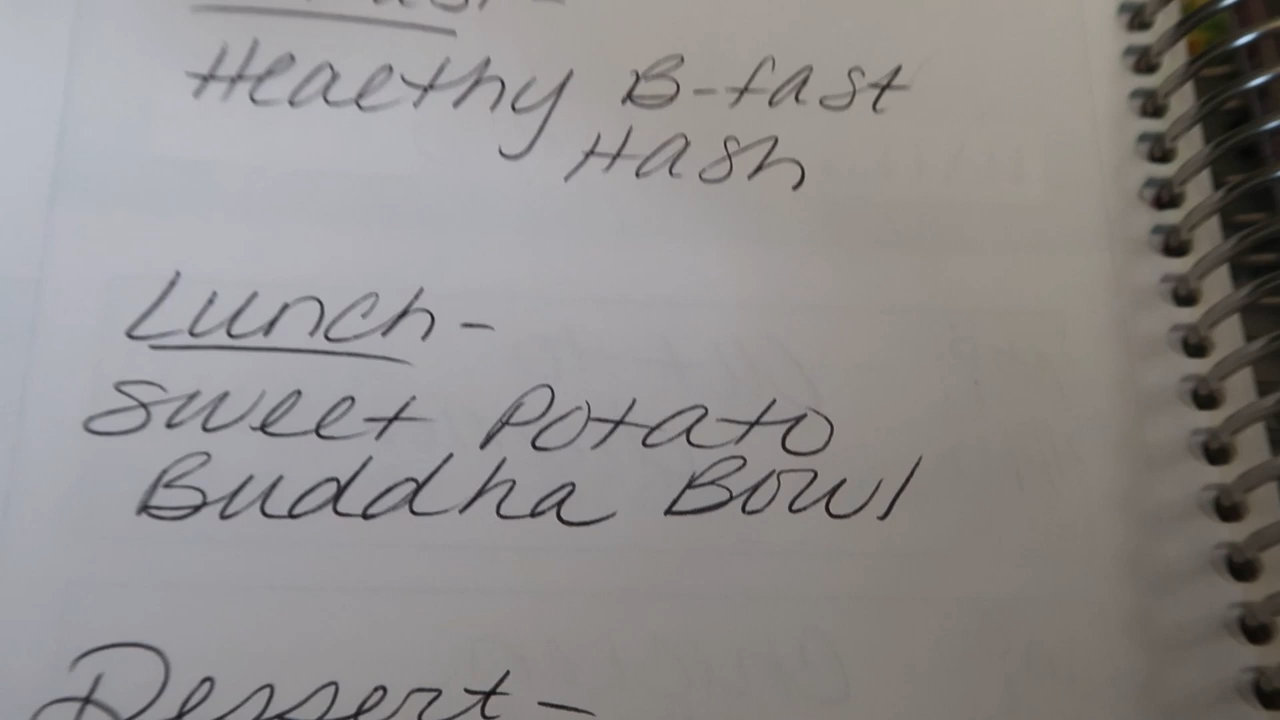 Healthy B-fast
Hash
Lunch-
Sweet Potato
Buddha Bowl
Dessert-